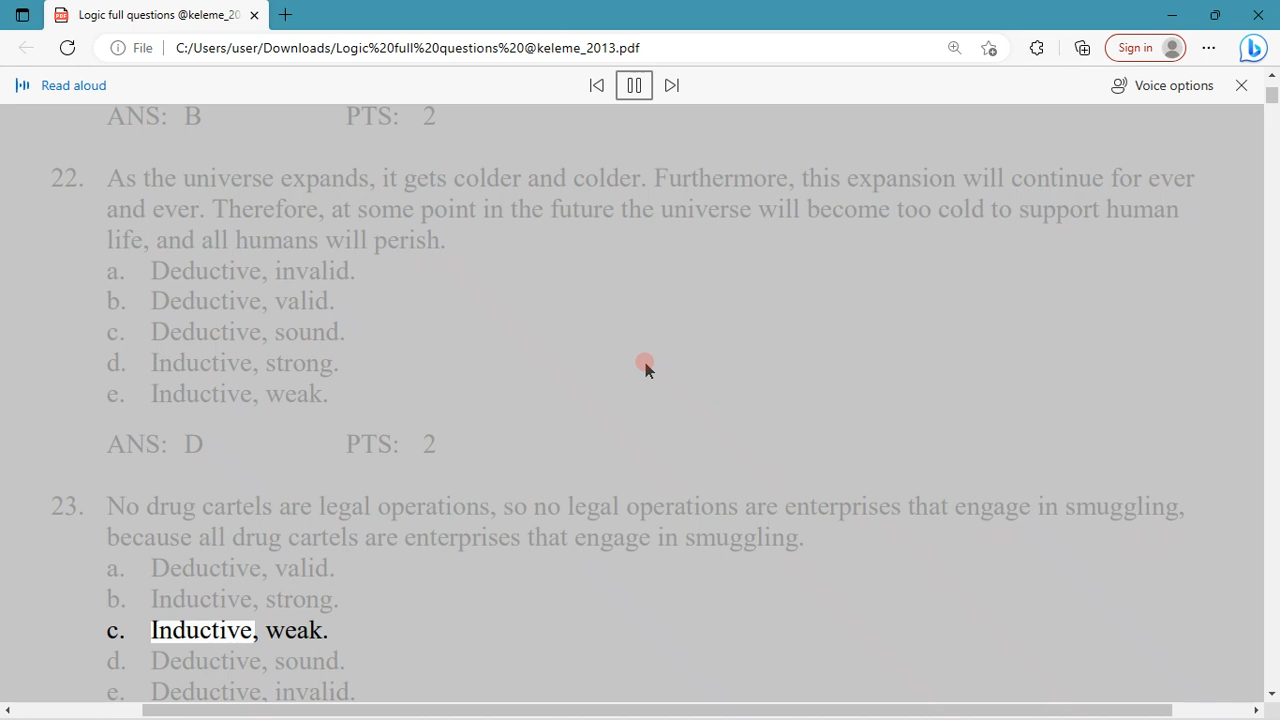 Logic full questions @keleme_20
File
C:/Users/user/Downloads/Logic%20full%20questions%20@keleme_2013.pdf
Sign in
Read aloud
Voice options
ANS: B PTS: 2
22. As the universe expands, it gets colder and colder. Furthermore, this expansion will continue for ever
and ever. Therefore, at some point in the future the universe will become too cold to support human
life, and all humans will perish.
a. Deductive, invalid.
b. Deductive, valid.
c. Deductive, sound.
d. Inductive, strong.
e. Inductive, weak.
ANS: D PTS: 2
23. No drug cartels are legal operations, so no legal operations are enterprises that engage in smuggling,
because all drug cartels are enterprises that engage in smuggling.
a. Deductive, valid.
b. Inductive, strong.
c. Inductive, weak.
d. Deductive, sound.
e. Deductive, invalid.